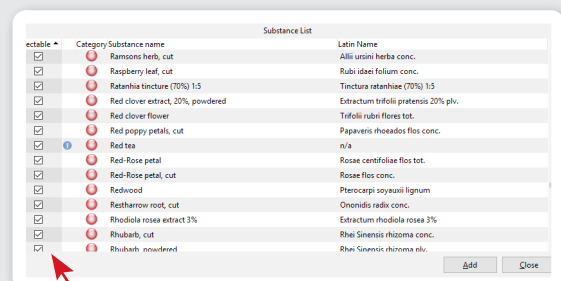 Substance List
ectable Category Substance name Latin Name
Ramsons herb, cut Allii ursini herba conc.
Raspberry leaf, cut Rubi idaei folium conc.
Ratanhia tincture (70%) 1:5 Tinctura ratanhiae (70%) 1:5
Red clover extract, 20%, powdered Extractum trifolii pratensis 20% plv.
Red clover flower Trifolii rubri flores tot.
Red poppy petals, cut Papaveris rhoeados flos conc.
Red tea n/a
Red-Rose petal Rosae centifoliae flos tot.
Red-Rose petal, cut Rosae flos conc.
Redwood Pterocarpi soyauxii lignum
Restharrow root, cut Ononidis radix conc.
Rhodiola rosea extract 3% Extractum rhodiola rosea 3%
Rhubarb, cut Rhei Sinensis rhizoma conc.
Rhubarb, powdered Rhei Sinensis rhizoma plv.
Add Close